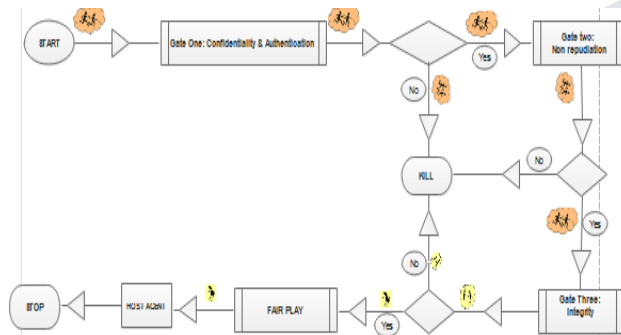 START
Gate One: Confidentiality & Authentication
Yes
Gate two:
Non repudiation
No
KILL
No
Yes
No
STOP
HOST AGENT
FAIR PLAY
Yes
Gate Three:
Integrity